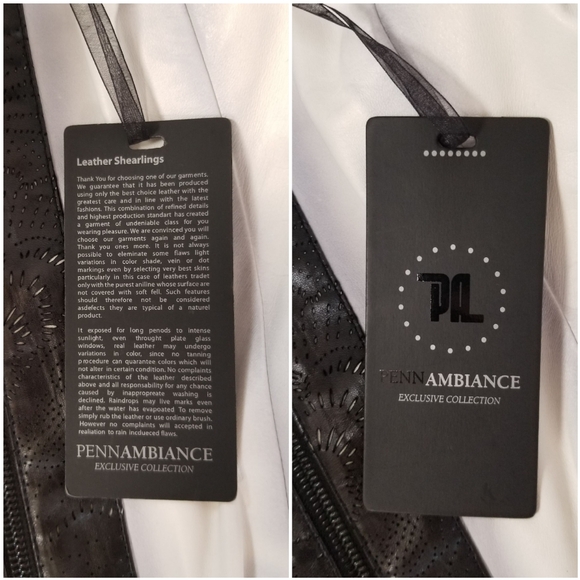 Leather Shearlings
Thank You for choosing one of our garments.
We guarantee that it has been produced
using only the best choice leather with the
greatest care and in line with the latest
fashions. This combination of refined details
and highest production standart has created
a garment of undeniable class for you
wearing pleasure. We are convinced you will
choose our garments again and again.
Thank you ones more. It is not always
possible to eleminate some flaws light
variations in color shade, vein or dot
markings even by selecting very best skins
particularly in this case of leathers tradet
only with the purest aniline whose surface are
not covered with soft fell. Such features
should therefore not be considered
asdefects they are typical of a naturel
product.
It exposed for long penods to intense
sunlight, even throught plate glass
windows, real leather may undergo
variations in color, since no tanning
procedure can quarantee colors which will
not alter in certain condition. No complaints
characteristics of the leather described
above and all responsability for any chance
caused by inappropreate washing is
declined. Raindrops may live marks even
after the water has evapoated To remove
simply rub the leather or use ordinary brush.
However no complaints will accepted in
realiation to rain incdueced flaws.
PENNAMBIANCE
EXCLUSIVE COLLECTION
PA
PENNAMBIANCE
EXCLUSIVE COLLECTION